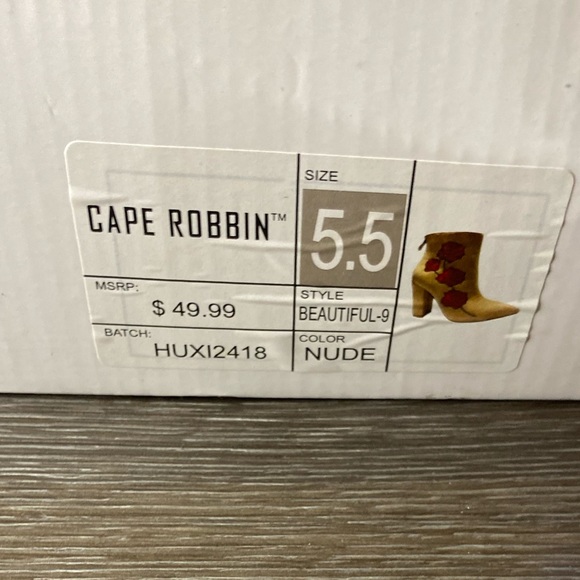 CAPE ROBBIN™
MSRP:
$ 49.99
BATCH:
HUXI2418
SIZE
5.5
STYLE
BEAUTIFUL-9
COLOR
NUDE